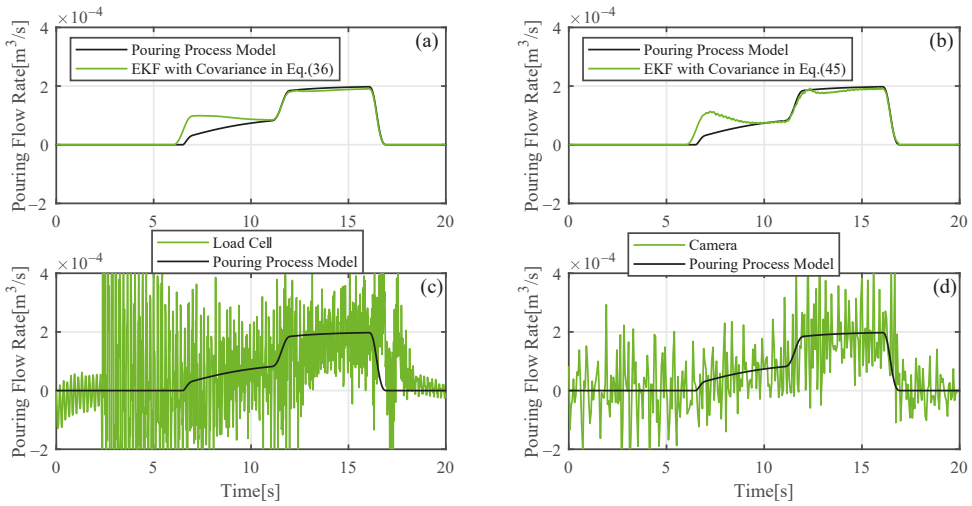 × 10⁻⁴
4
2
0
−2
0
5
10
15
20
Pouring Flow Rate[m³/s]
Pouring Process Model
EKF with Covariance in Eq.(36)
(a)
× 10⁻⁴
4
2
0
−2
0
5
10
15
20
Pouring Flow Rate[m³/s]
Pouring Process Model
EKF with Covariance in Eq.(45)
(b)
× 10⁻⁴
4
2
0
−2
0
5
10
15
20
Pouring Flow Rate[m³/s]
Load Cell
Pouring Process Model
(c)
Time[s]
× 10⁻⁴
4
2
0
−2
0
5
10
15
20
Pouring Flow Rate[m³/s]
Camera
Pouring Process Model
(d)
Time[s]